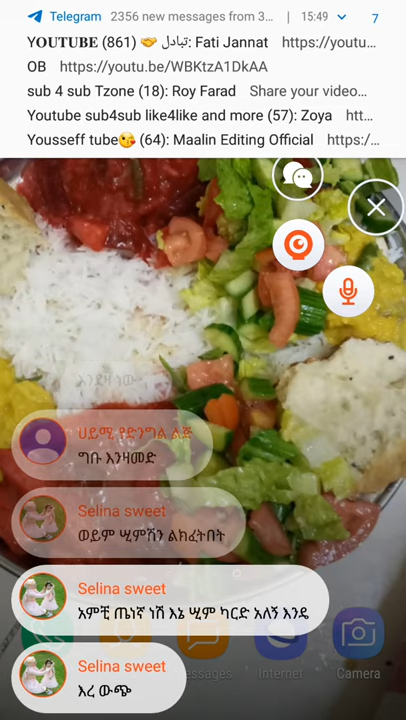 Telegram 2356 new messages from 3... | 15:49 7
YOUTUBE (861) 🤝 تبادل: Fati Jannat https://youtu...
OB https://youtu.be/WBKtzA1DkAA
sub 4 sub Tzone (18): Roy Farad Share your video...
Youtube sub4sub like4like and more (57): Zoya htt...
Yousseff tube😘 (64): Maalin Editing Official https:/...
እንደዛ ነው
ሀይሚ የድንግል ልጅ
ግቡ እንዛመድ
Selina sweet
ወይም ሢምሽን ልክፈትበት
Selina sweet
አምቺ ጤነኛ ነሽ እኔ ሢም ካርድ አለኝ እንዴ
Selina sweet
እረ ውጭ
essages Internet Camera